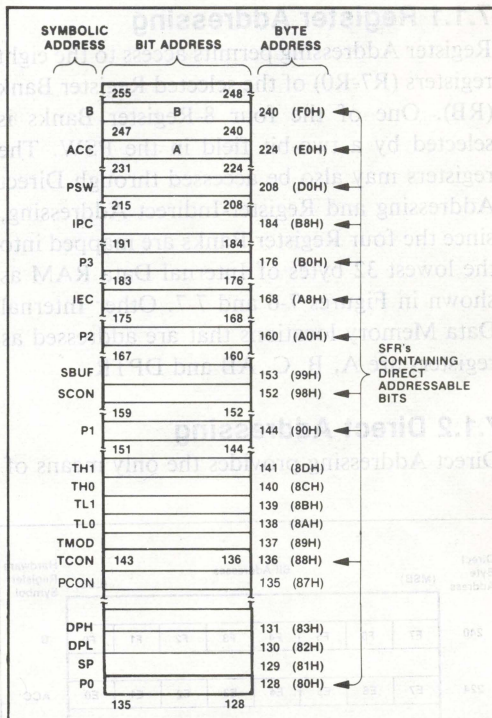 SYMBOLIC ADDRESS
BIT ADDRESS
BYTE ADDRESS
255 248
B B 240 (F0H)
247 240
ACC A 224 (E0H)
231 224
PSW 208 (D0H)
215 208
IPC 184 (B8H)
191 184
P3 176 (B0H)
183 176
IEC 168 (A8H)
175 168
P2 160 (A0H)
167 160
SBUF 153 (99H)
SCON 152 (98H)
159 152
P1 144 (90H)
151 144
SFR's
CONTAINING
DIRECT
ADDRESSABLE
BITS
TH1 141 (8DH)
TH0 140 (8CH)
TL1 139 (8BH)
TL0 138 (8AH)
TMOD 137 (89H)
TCON 143 136 136 (88H)
PCON 135 (87H)
DPH 131 (83H)
DPL 130 (82H)
SP 129 (81H)
P0 128 (80H)
135 128